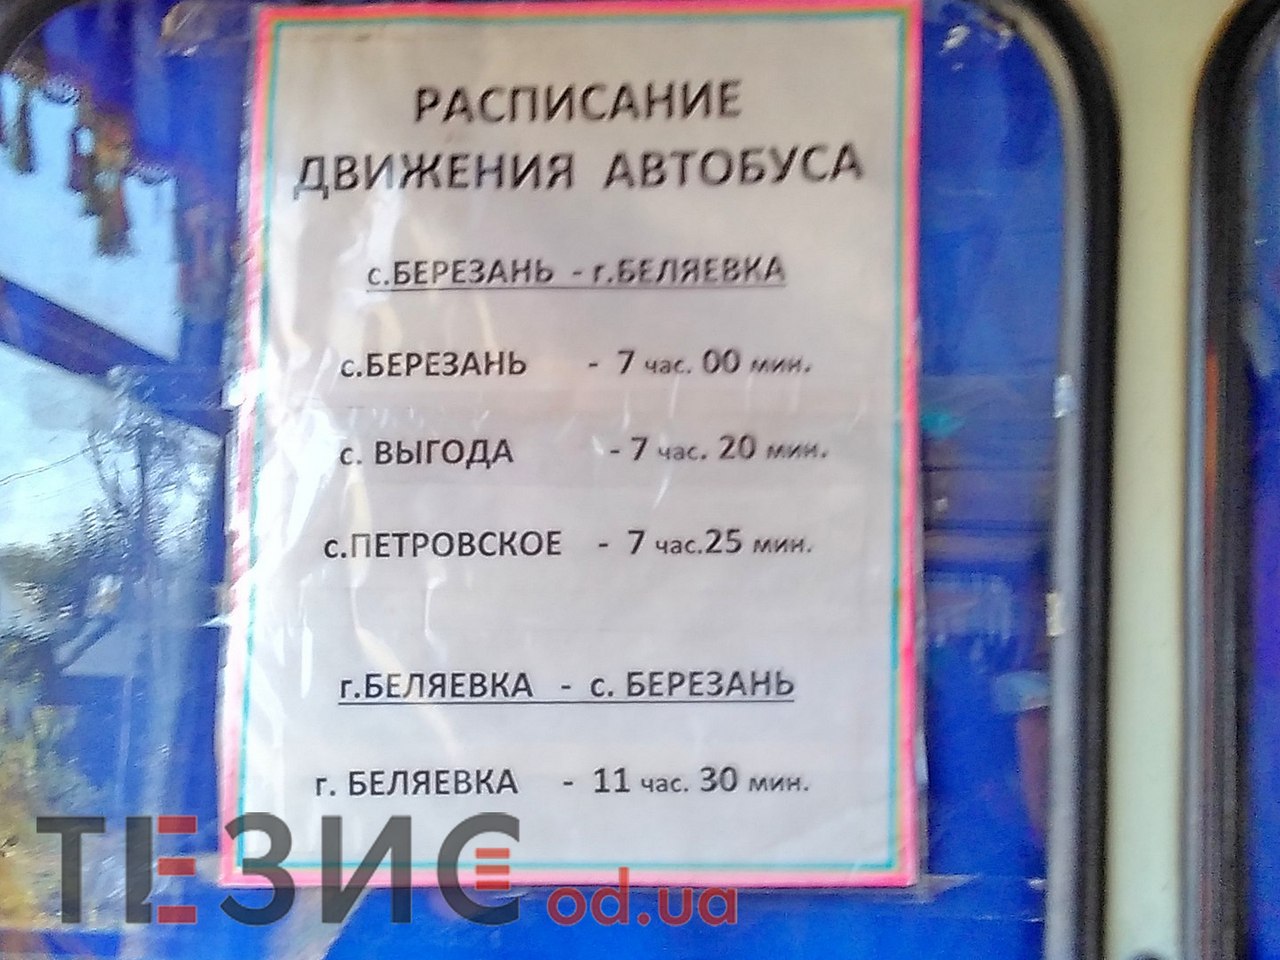 РАСПИСАНИЕ
ДВИЖЕНИЯ АВТОБУСА
с.БЕРЕЗАНЬ - г.БЕЛЯЕВКА
с.БЕРЕЗАНЬ - 7 час. 00 мин.
с. ВЫГОДА - 7 час. 20 мин.
с.ПЕТРОВСКОЕ - 7 час.25 мин.
г.БЕЛЯЕВКА - с. БЕРЕЗАНЬ
г. БЕЛЯЕВКА - 11 час. 30 мин.
ТЕЗИС
od.ua